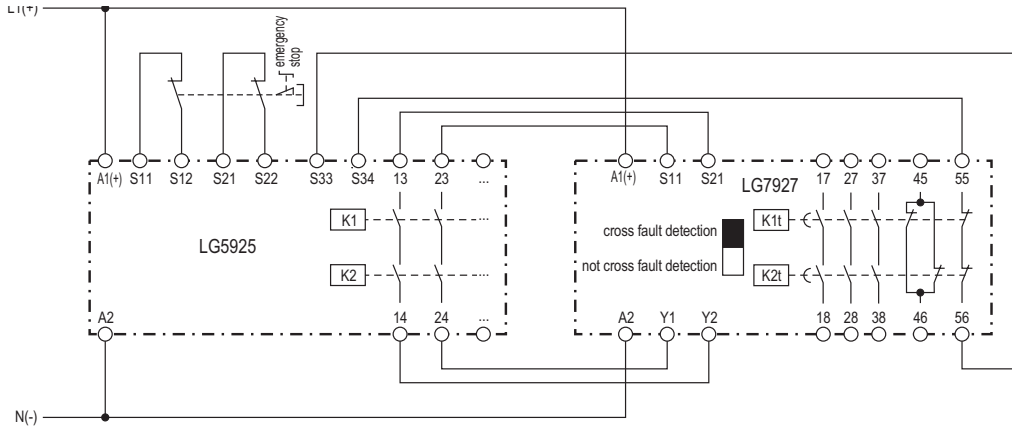 L1(+)
emergency
stop
A1(+) S11 S12 S21 S22 S33 S34 13 23 ...
A1(+) S11 S21 17 27 37 45 55
LG7927
K1 ...
K1t
cross fault detection
LG5925
not cross fault detection
K2 ...
K2t
A2 14 24 ...
A2 Y1 Y2 18 28 38 46 56
N(-)